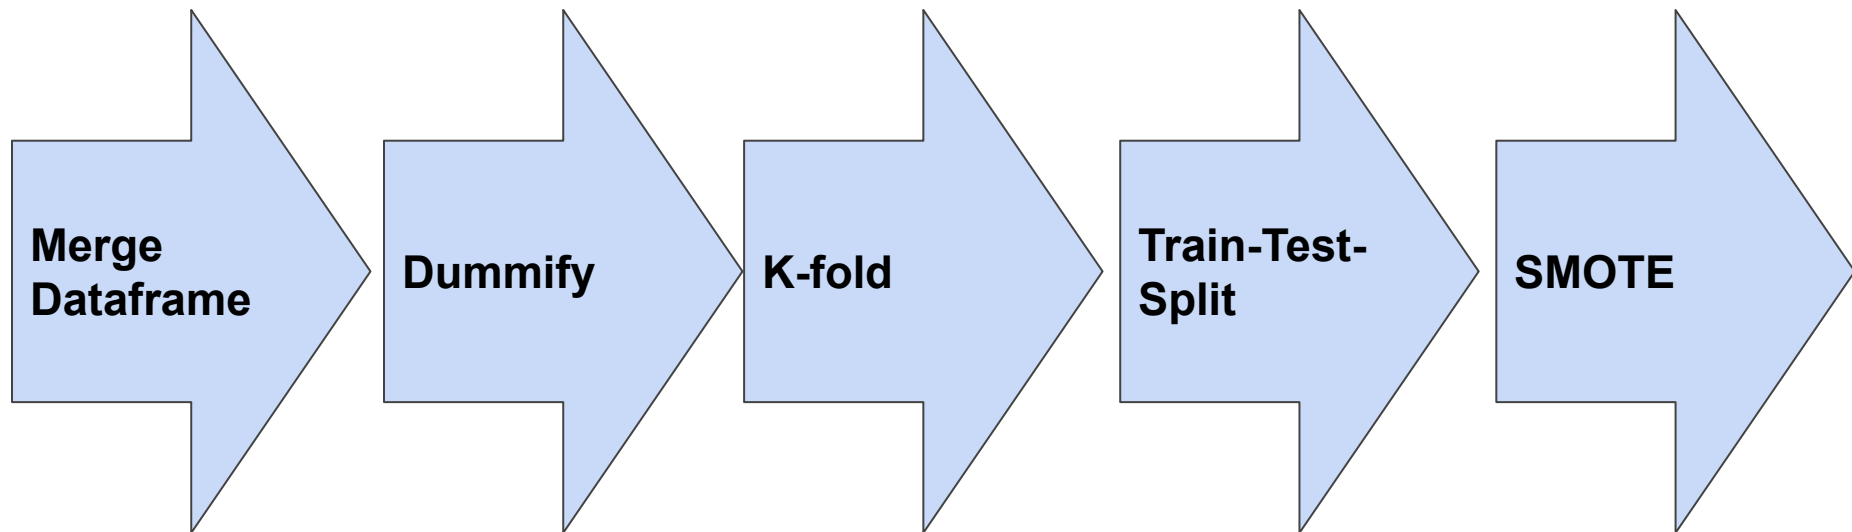 Merge
Dataframe
Dummify
K-fold
Train-Test-
Split
SMOTE